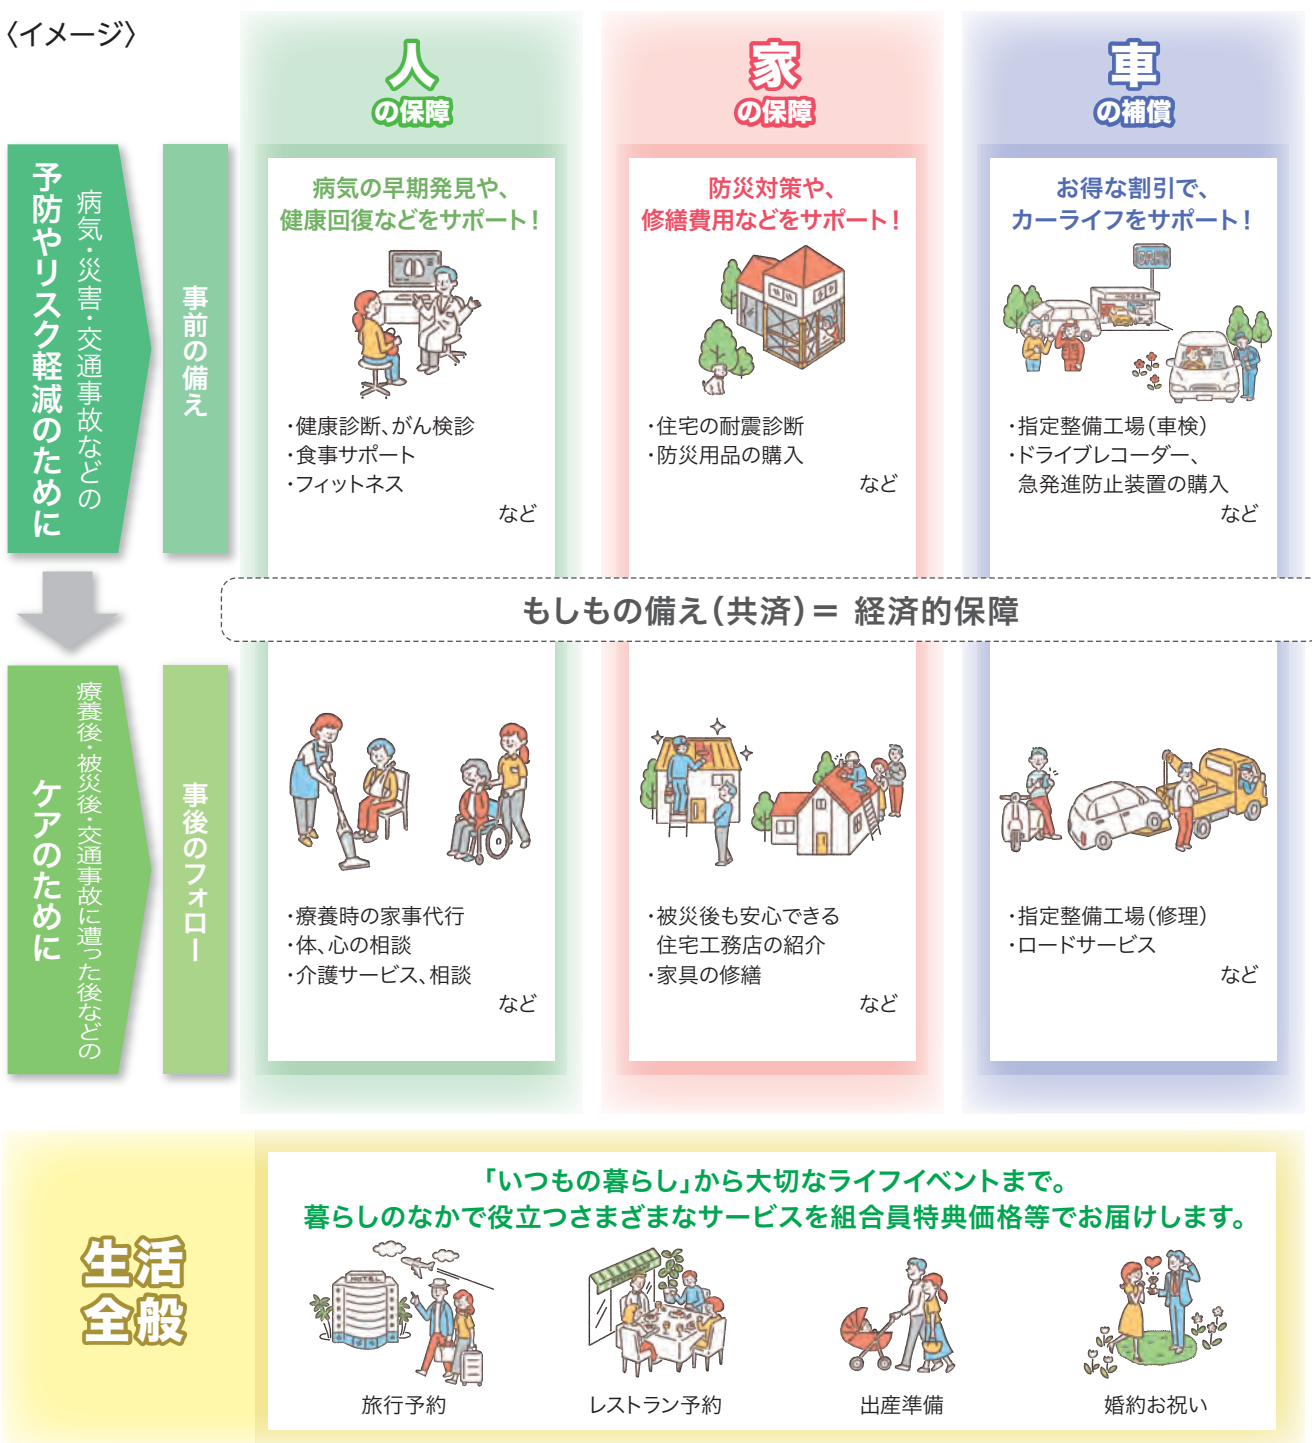 〈イメージ〉
人
の保障
家
の保障
車
の補償
病気・災害・交通事故などの
予防やリスク軽減のために
事前の備え
病気の早期発見や、
健康回復などをサポート！
・健康診断、がん検診
・食事サポート
・フィットネス
など
防災対策や、
修繕費用などをサポート！
・住宅の耐震診断
・防災用品の購入
など
お得な割引で、
カーライフをサポート！
・指定整備工場（車検）
・ドライブレコーダー、
急発進防止装置の購入
など
もしもの備え（共済）＝ 経済的保障
療養後・被災後・交通事故に遭った後などの
ケアのために
事後のフォロー
・療養時の家事代行
・体、心の相談
・介護サービス、相談
など
・被災後も安心できる
住宅工務店の紹介
・家具の修繕
など
・指定整備工場（修理）
・ロードサービス
など
生活
全般
「いつもの暮らし」から大切なライフイベントまで。
暮らしのなかで役立つさまざまなサービスを組合員特典価格等でお届けします。
HOTEL
旅行予約
レストラン予約
出産準備
婚約お祝い